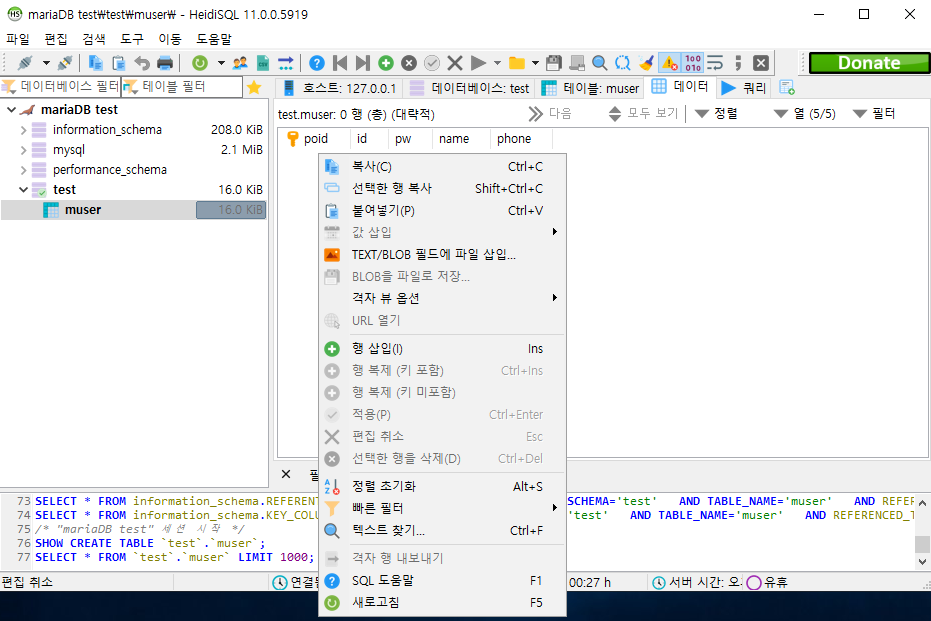 mariaDB test₩test₩muser₩ - HeidiSQL 11.0.0.5919
파일 편집 검색 도구 이동 도움말
Donate
데이터베이스 필터 테이블 필터
호스트: 127.0.0.1 데이터베이스: test 테이블: muser 데이터 쿼리
mariaDB test
information_schema 208.0 KiB
mysql 2.1 MiB
performance_schema
test 16.0 KiB
muser 16.0 KiB
test.muser: 0 행 (총) (대략적) 다음 모두 보기 정렬 열 (5/5) 필터
poid id pw name phone
복사(C) Ctrl+C
선택한 행 복사 Shift+Ctrl+C
붙여넣기(P) Ctrl+V
값 삽입
TEXT/BLOB 필드에 파일 삽입...
BLOB을 파일로 저장...
격자 뷰 옵션
URL 열기
행 삽입(I) Ins
행 복제 (키 포함) Ctrl+Ins
행 복제 (키 미포함)
적용(P) Ctrl+Enter
편집 취소 Esc
선택한 행을 삭제(D) Ctrl+Del
정렬 초기화 Alt+S
빠른 필터
텍스트 찾기... Ctrl+F
격자 행 내보내기
SQL 도움말 F1
새로고침 F5
73 SELECT * FROM information_schema.REFERENT SCHEMA='test' AND TABLE_NAME='muser' AND REFER
74 SELECT * FROM information_schema.KEY_COLU 'test' AND TABLE_NAME='muser' AND REFERENCED_T
75 /* "mariaDB test" 세션 시작 */
76 SHOW CREATE TABLE `test`.`muser`;
77 SELECT * FROM `test`.`muser` LIMIT 1000;
편집 취소 연결됨 00:27 h 서버 시간: 오 유휴